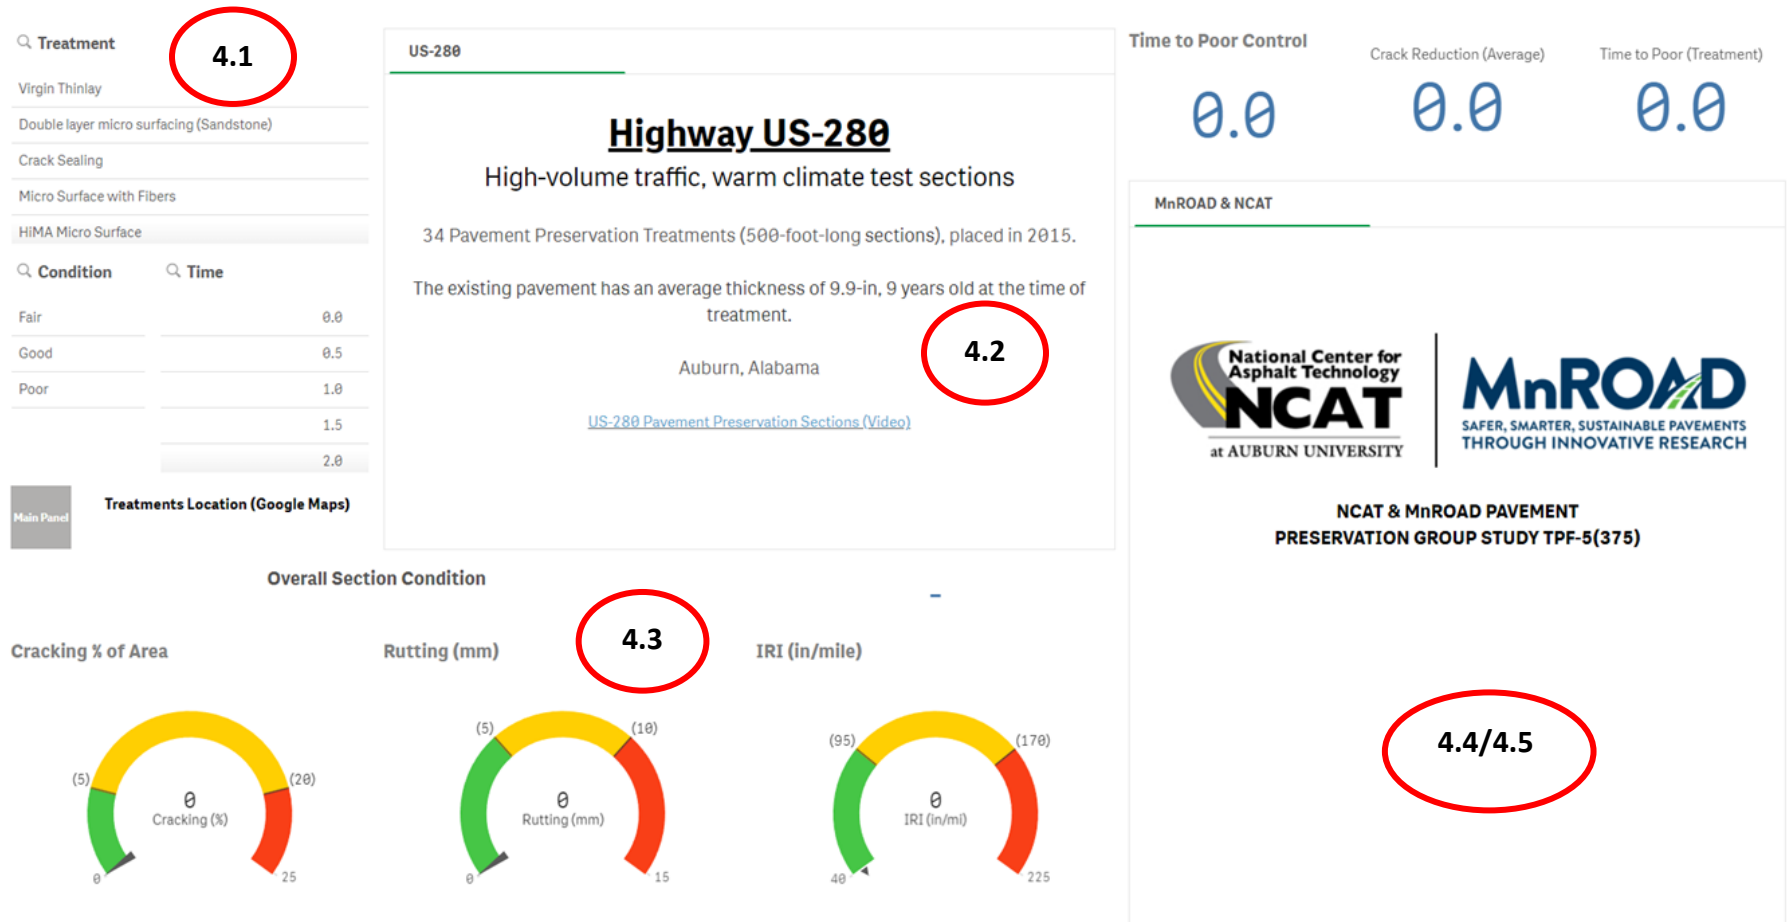 Treatment
4.1
Virgin Thinlay
Double layer micro surfacing (Sandstone)
Crack Sealing
Micro Surface with Fibers
HiMA Micro Surface
Condition
Time
Fair
0.0
Good
0.5
Poor
1.0
1.5
2.0
Main Panel
Treatments Location (Google Maps)
US-280
Highway US-280
High-volume traffic, warm climate test sections
34 Pavement Preservation Treatments (500-foot-long sections), placed in 2015.
The existing pavement has an average thickness of 9.9-in, 9 years old at the time of
treatment.
4.2
Auburn, Alabama
US-280 Pavement Preservation Sections (Video)
Time to Poor Control
0.0
Crack Reduction (Average)
0.0
Time to Poor (Treatment)
0.0
MnROAD & NCAT
National Center for
Asphalt Technology
NCAT
at AUBURN UNIVERSITY
MnROAD
SAFER, SMARTER, SUSTAINABLE PAVEMENTS
THROUGH INNOVATIVE RESEARCH
NCAT & MnROAD PAVEMENT
PRESERVATION GROUP STUDY TPF-5(375)
4.4/4.5
Overall Section Condition
-
4.3
Cracking % of Area
(5)
(20)
0
Cracking (%)
0
25
Rutting (mm)
(5)
(10)
0
Rutting (mm)
0
15
IRI (in/mile)
(95)
(170)
0
IRI (in/mi)
40
225